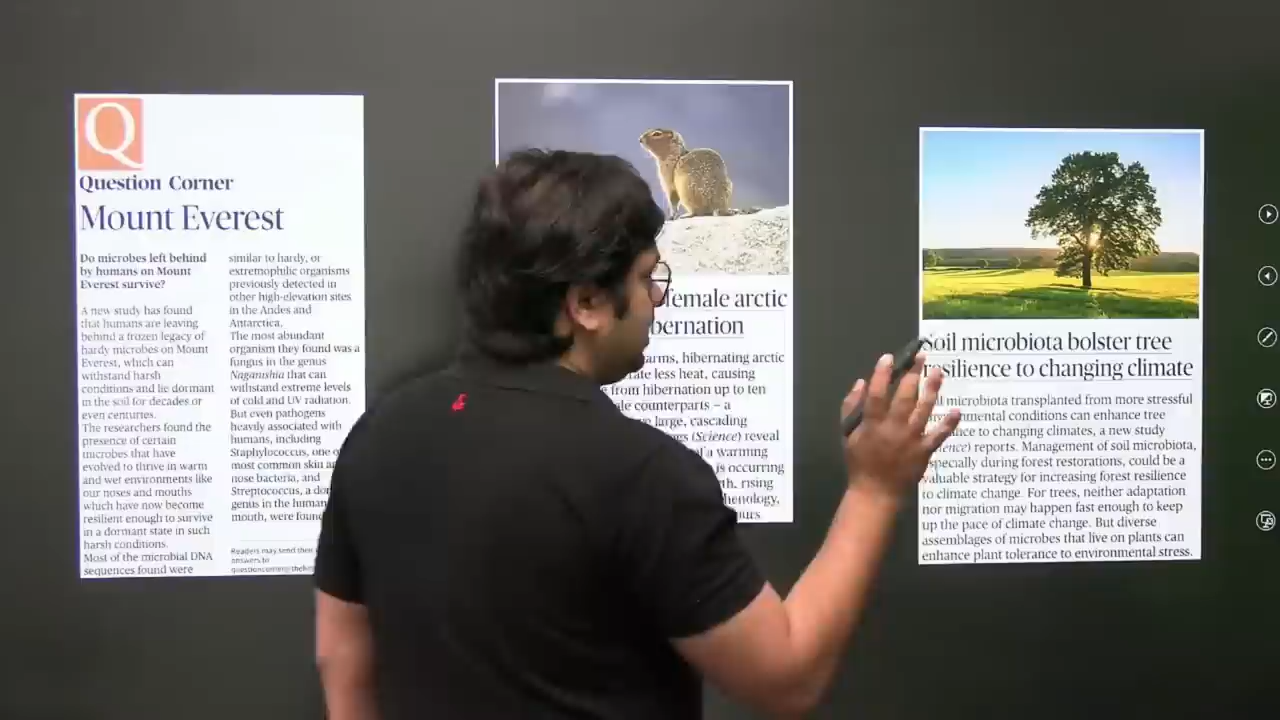 Q
Question Corner
Mount Everest
Do microbes left behind
by humans on Mount
Everest survive?
A new study has found
that humans are leaving
behind a frozen legacy of
hardy microbes on Mount
Everest, which can
withstand harsh
conditions and lie dormant
in the soil for decades or
even centuries.
The researchers found the
presence of certain
microbes that have
evolved to thrive in warm
and wet environments like
our noses and mouths
which have now become
resilient enough to survive
in a dormant state in such
harsh conditions.
Most of the microbial DNA
sequences found were
similar to hardy, or
extremophilic organisms
previously detected in
other high-elevation sites
in the Andes and
Antarctica.
The most abundant
organism they found was a
fungus in the genus
Naganishia that can
withstand extreme levels
of cold and UV radiation.
But even pathogens
heavily associated with
humans, including
Staphylococcus, one
most common skin
nose bacteria, and
Streptococcus, a
genus in the human
mouth, were found
Readers may send their
answers to
female arctic
hibernating arctic
less heat, causing
from hibernation up to ten
counterparts – a
large, cascading
(Science) reveal
a warming
is occurring
rising
Soil microbiota bolster tree
resilience to changing climate
microbiota transplanted from more stressful
conditions can enhance tree
to changing climates, a new study
reports. Management of soil microbiota,
especially during forest restorations, could be a
valuable strategy for increasing forest resilience
to climate change. For trees, neither adaptation
nor migration may happen fast enough to keep
up the pace of climate change. But diverse
assemblages of microbes that live on plants can
enhance plant tolerance to environmental stress.